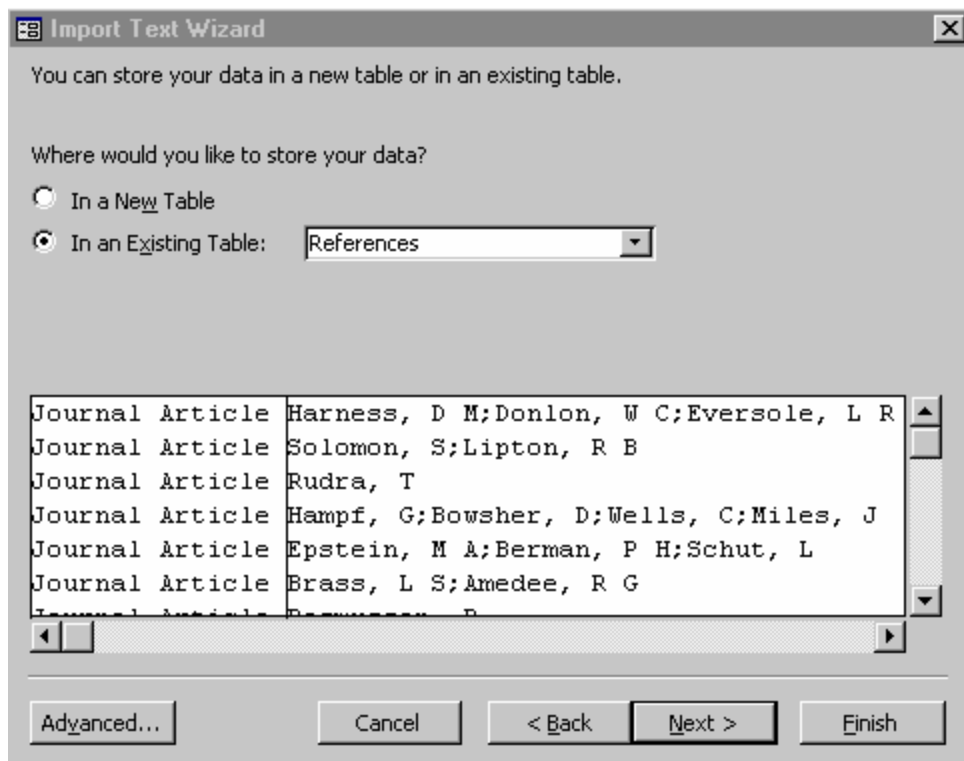 Import Text Wizard
You can store your data in a new table or in an existing table.
Where would you like to store your data?
In a New Table
In an Existing Table: References
Journal Article Harness, D M;Donlon, W C;Eversole, L R
Journal Article Solomon, S;Lipton, R B
Journal Article Rudra, T
Journal Article Hampf, G;Bowsher, D;Wells, C;Miles, J
Journal Article Epstein, M A;Berman, P H;Schut, L
Journal Article Brass, L S;Amedee, R G
Journal Article
Advanced... Cancel < Back Next > Finish